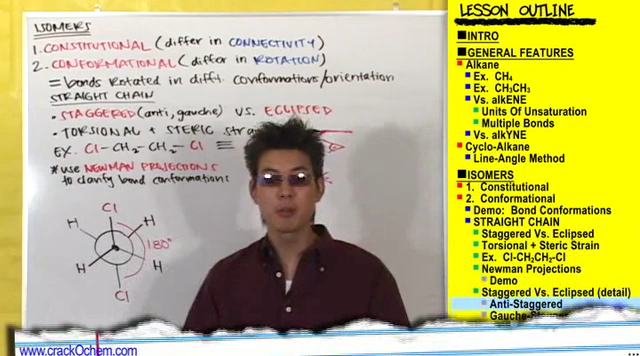 ISOMERS
1. CONSTITUTIONAL (differ in CONNECTIVITY)
2. CONFORMATIONAL (differ in ROTATION)
= bonds Rotated in diff't conformations/orientation
STRAIGHT CHAIN
• STAGGERED (anti, gauche) VS. ECLIPSED
• TORSIONAL + STERIC stra
EX. Cl-CH2-CH2-Cl ≡
* use NEWMAN PROJECTIONS
to clarify bond conformations
Cl
H H
180°
H H
Cl
www.crackOchem.com
LESSON OUTLINE
INTRO
GENERAL FEATURES
Alkane
Ex. CH4
Ex. CH3CH3
Vs. alkENE
Units Of Unsaturation
Multiple Bonds
Vs. alkYNE
Cyclo-Alkane
Line-Angle Method
ISOMERS
1. Constitutional
2. Conformational
Demo: Bond Conformations
STRAIGHT CHAIN
Staggered Vs. Eclipsed
Torsional + Steric Strain
Ex. Cl-CH2CH2-Cl
Newman Projections
Demo
Staggered Vs. Eclipsed (detail)
Anti-Staggered